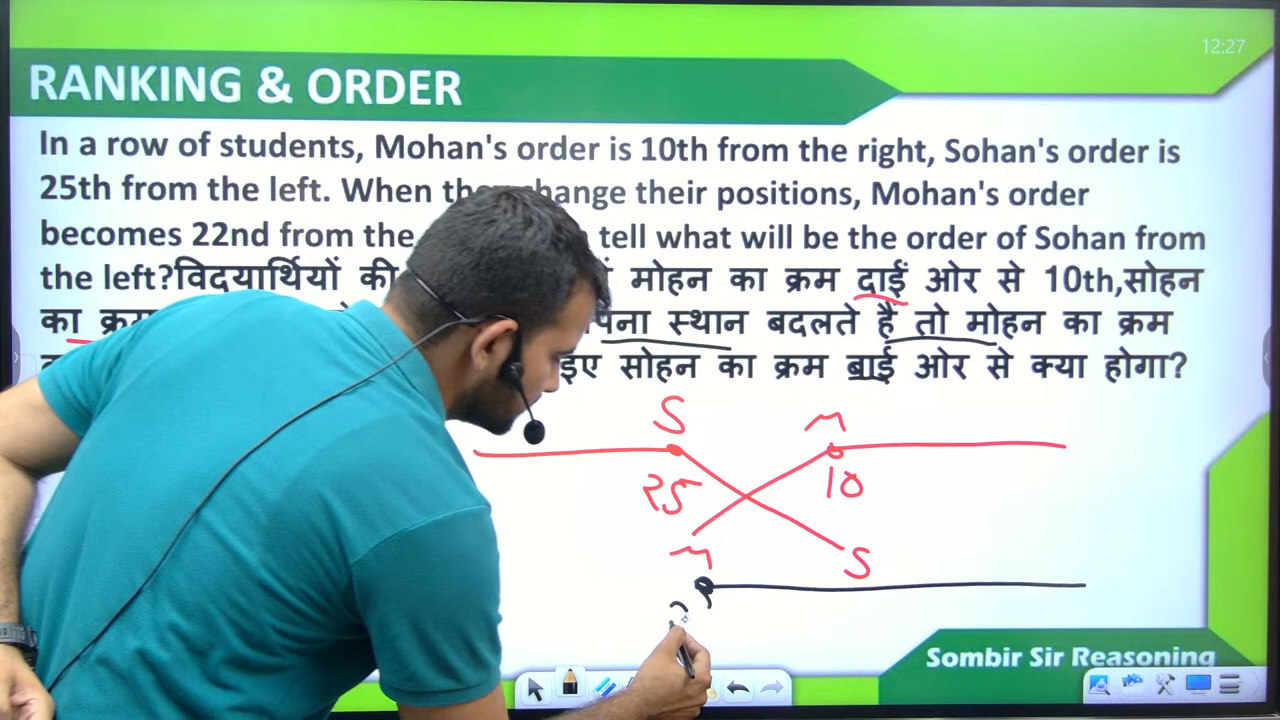 12:27
RANKING & ORDER
In a row of students, Mohan's order is 10th from the right, Sohan's order is
25th from the left. When change their positions, Mohan's order
becomes 22nd from the tell what will be the order of Sohan from
the left?विदयार्थियों की मोहन का क्रम दाईं ओर से 10th,सोहन
का स्थान बदलते हैं तो मोहन का क्रम
सोहन का क्रम बाईं ओर से क्या होगा?
S M
25 10
M S
Sombir Sir Reasoning